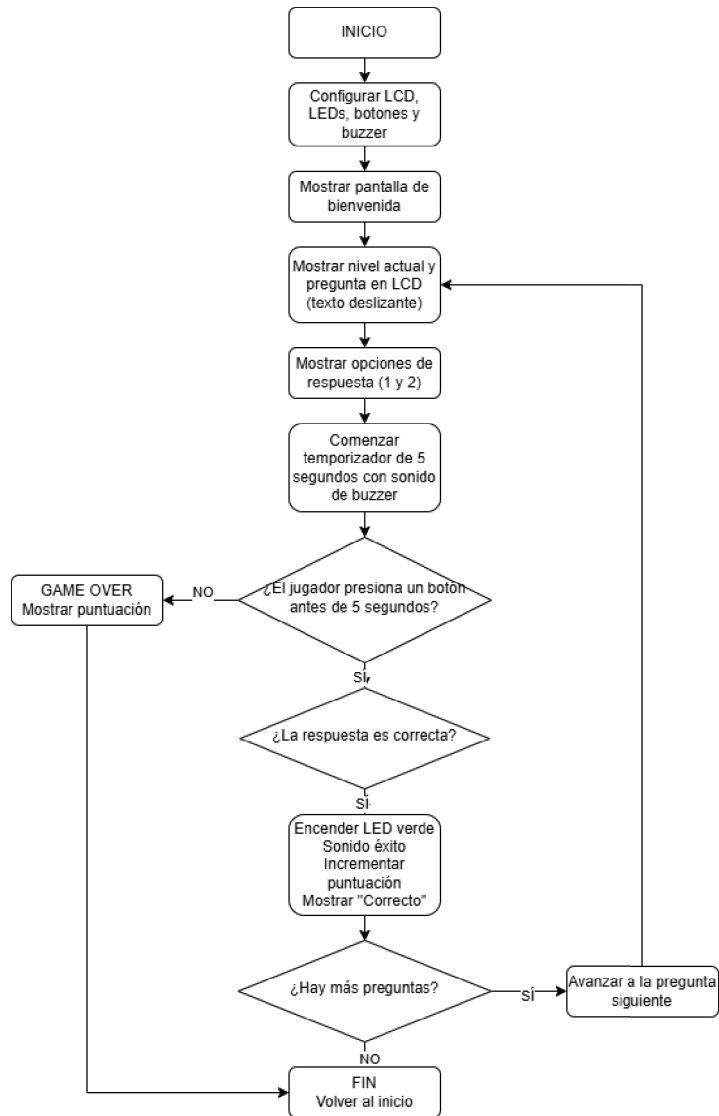 INICIO
Configurar LCD,
LEDs, botones y
buzzer
Mostrar pantalla de
bienvenida
Mostrar nivel actual y
pregunta en LCD
(texto deslizante)
Mostrar opciones de
respuesta (1 y 2)
Comenzar
temporizador de 5
segundos con sonido
de buzzer
¿El jugador presiona un botón
antes de 5 segundos?
NO
GAME OVER
Mostrar puntuación
SÍ
¿La respuesta es correcta?
SÍ
Encender LED verde
Sonido éxito
Incrementar
puntuación
Mostrar "Correcto"
¿Hay más preguntas?
SÍ
Avanzar a la pregunta
siguiente
NO
FIN
Volver al inicio